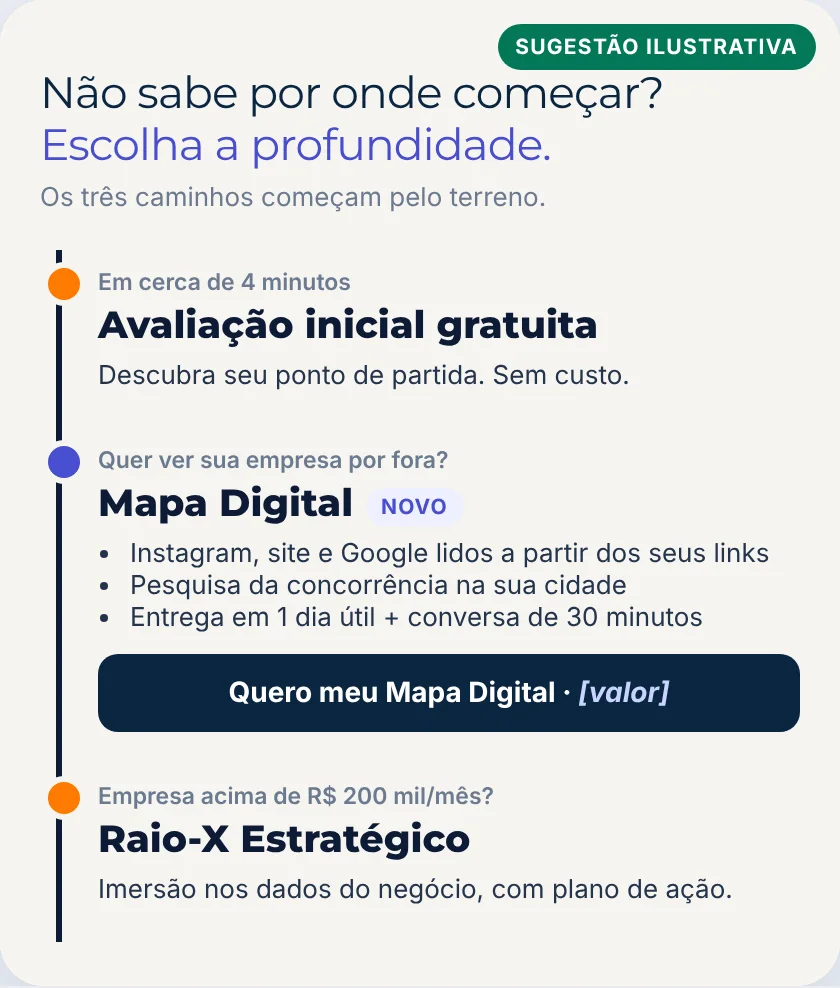 SUGESTÃO ILUSTRATIVA
Não sabe por onde começar?
Escolha a profundidade.
Os três caminhos começam pelo terreno.
Em cerca de 4 minutos
Avaliação inicial gratuita
Descubra seu ponto de partida. Sem custo.
Quer ver sua empresa por fora?
Mapa Digital NOVO
• Instagram, site e Google lidos a partir dos seus links
• Pesquisa da concorrência na sua cidade
• Entrega em 1 dia útil + conversa de 30 minutos
Quero meu Mapa Digital · [valor]
Empresa acima de R$ 200 mil/mês?
Raio-X Estratégico
Imersão nos dados do negócio, com plano de ação.